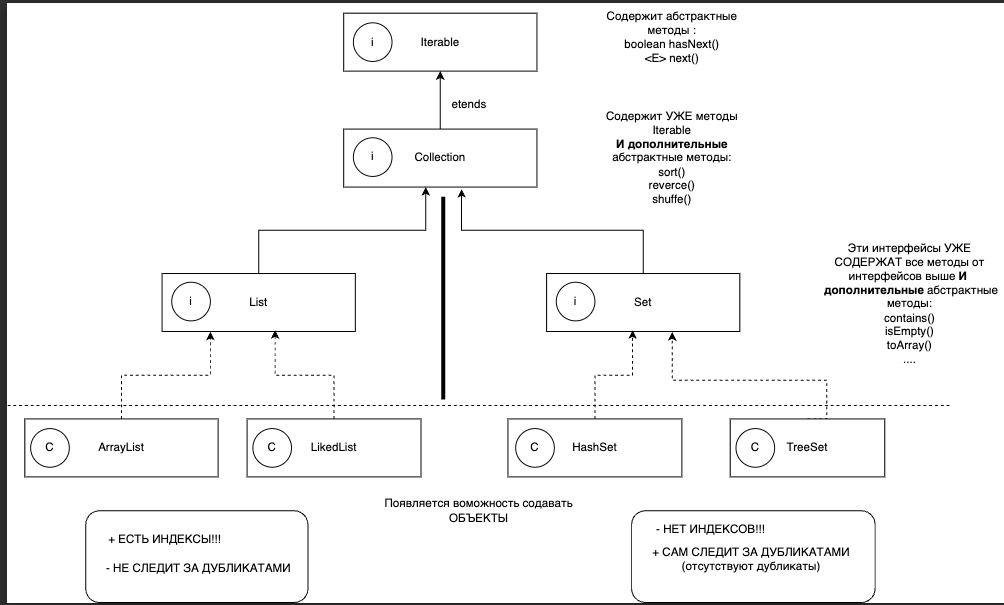 i
Iterable
Содержит абстрактные
методы :
boolean hasNext()
<E> next()
etends
i
Collection
Содержит УЖЕ методы
Iterable
И дополнительные
абстрактные методы:
sort()
reverce()
shuffe()
i
List
i
Set
Эти интерфейсы УЖЕ
СОДЕРЖАТ все методы от
интерфейсов выше И
дополнительные абстрактные
методы:
contains()
isEmpty()
toArray()
....
C
ArrayList
C
LikedList
C
HashSet
C
TreeSet
Появляется воможность содавать
ОБЪЕКТЫ
+ ЕСТЬ ИНДЕКСЫ!!!
- НЕ СЛЕДИТ ЗА ДУБЛИКАТАМИ
- НЕТ ИНДЕКСОВ!!!
+ САМ СЛЕДИТ ЗА ДУБЛИКАТАМИ
(отсутствуют дубликаты)